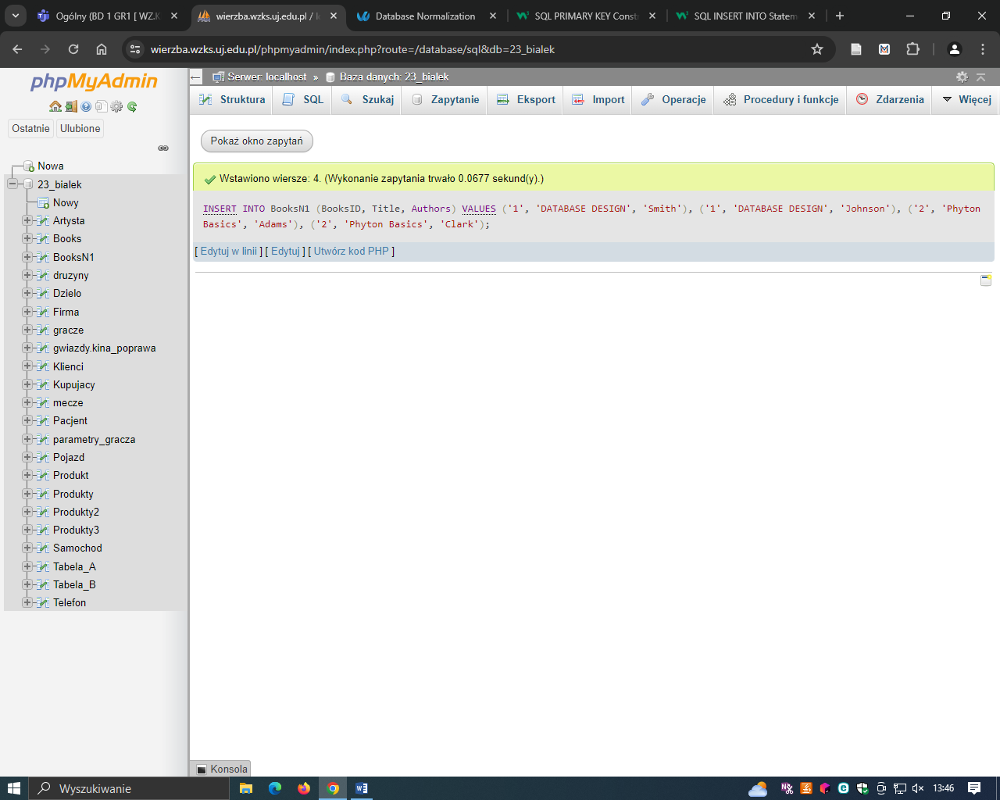 Ogólny (BD 1 GR1 [ WZ.K
wierzba.wzks.uj.edu.pl / 
Database Normalization
SQL PRIMARY KEY Const
SQL INSERT INTO Statem
wierzba.wzks.uj.edu.pl/phpmyadmin/index.php?route=/database/sql&db=23_bialek
phpMyAdmin
Ostatnie
Ulubione
Nowa
23_bialek
Nowy
Artysta
Books
BooksN1
druzyny
Dzielo
Firma
gracze
gwiazdy.kina_poprawa
Klienci
Kupujacy
mecze
Pacjent
parametry_gracza
Pojazd
Produkt
Produkty
Produkty2
Produkty3
Samochod
Tabela_A
Tabela_B
Telefon
Serwer: localhost » Baza danych: 23_bialek
Struktura
SQL
Szukaj
Zapytanie
Eksport
Import
Operacje
Procedury i funkcje
Zdarzenia
Więcej
Pokaż okno zapytań
Wstawiono wiersze: 4. (Wykonanie zapytania trwało 0.0677 sekund(y).)
INSERT INTO BooksN1 (BooksID, Title, Authors) VALUES ('1', 'DATABASE DESIGN', 'Smith'), ('1', 'DATABASE DESIGN', 'Johnson'), ('2', 'Phyton
Basics', 'Adams'), ('2', 'Phyton Basics', 'Clark');
[ Edytuj w linii ] [ Edytuj ] [ Utwórz kod PHP ]
Konsola
Wyszukiwanie
13:46